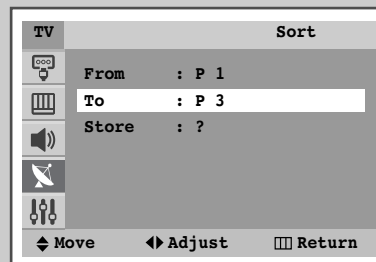 TV Sort
From : P 1
To : P 3
Store : ?
Move Adjust Return